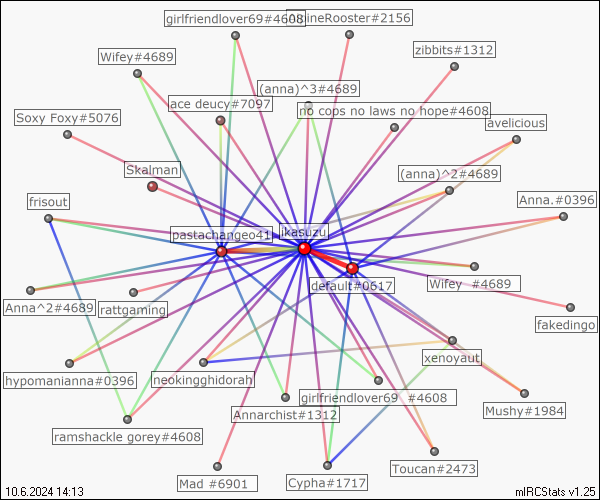 girlfriendlover69#4608
ineRooster#2156
Wifey#4689
zibbits#1312
(anna)^3#4689
ace deucy#7097
no cops no laws no hope#4608
Soxy Foxy#5076
avelicious
Skalman
(anna)^2#4689
frisout
Anna.#0396
pastachangeo41
ikasuzu
default#0617
Wifey #4689
Anna^2#4689
rattgaming
fakedingo
xenoyaut
hypomanianna#0396
neokingghidorah
girlfriendlover69 #4608
Annarchist#1312
Mushy#1984
ramshackle gorey#4608
Toucan#2473
Mad #6901
Cypha#1717
10.6.2024 14:13
mIRCStats v1.25